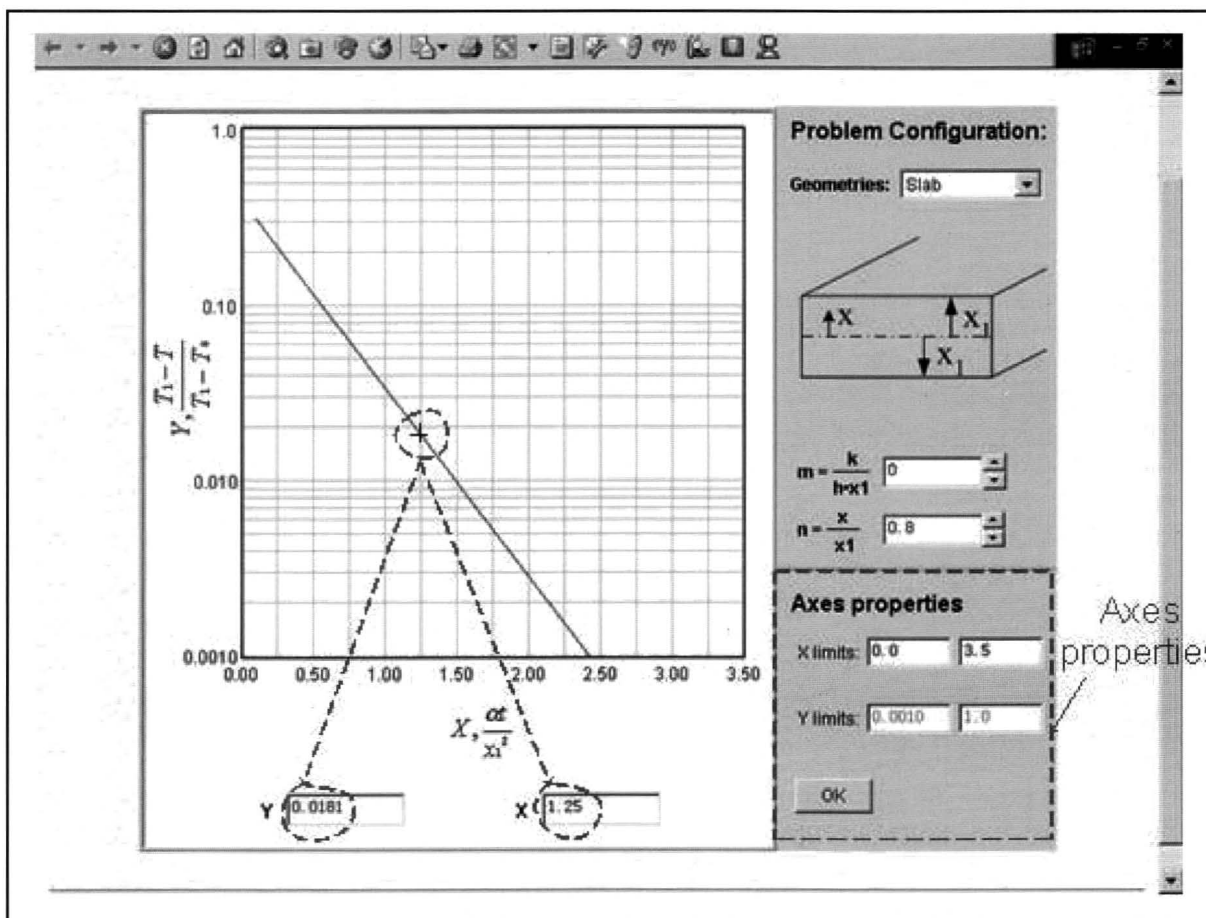 Problem Configuration:
Geometries: Slab
X
X1
X1
m = k / h*x1 0
n = x / x1 0.8
Axes properties
X limits: 0.0 3.5
Y limits: 0.0010 1.0
OK
Axes
properties
1.0
0.10
0.010
0.0010
Y, T1 - T / T1 - T0
0.00 0.50 1.00 1.50 2.00 2.50 3.00 3.50
X, αt / x1²
Y 0.0181
X 1.25